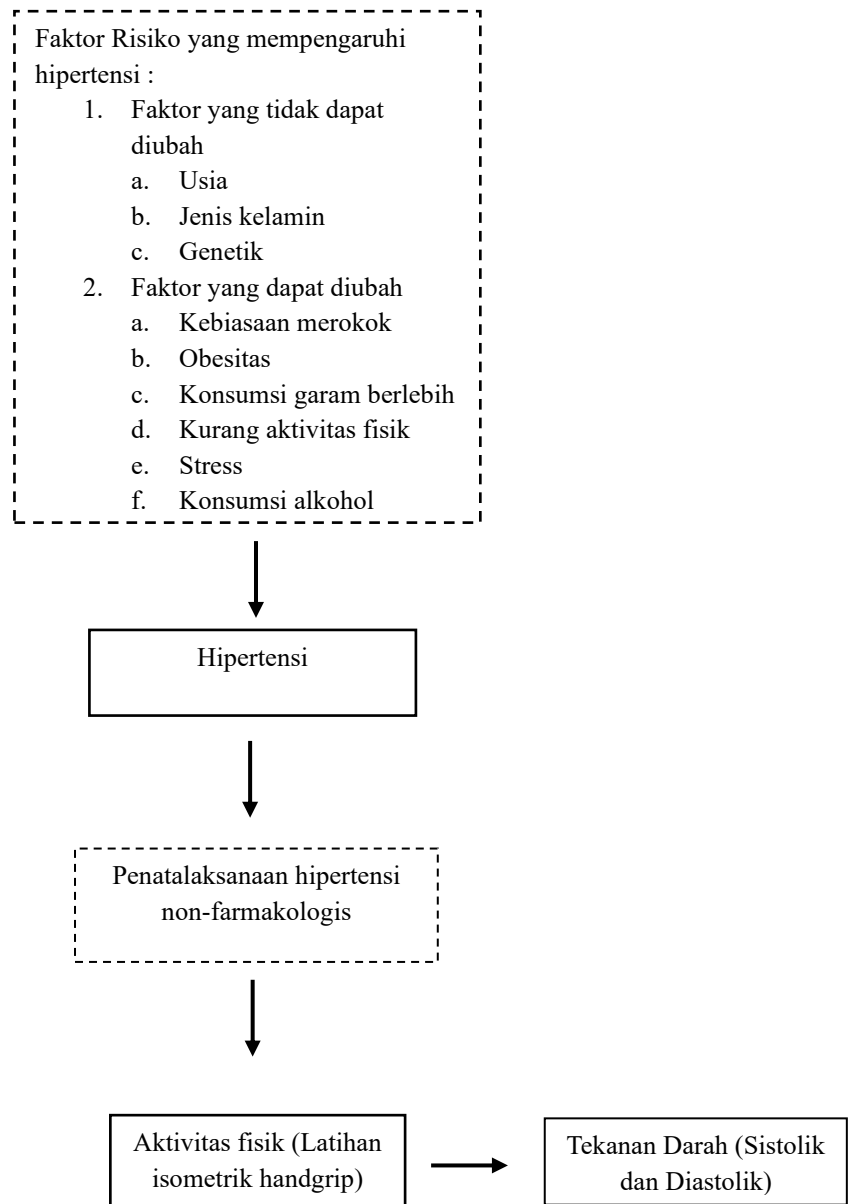 Faktor Risiko yang mempengaruhi
hipertensi :
1. Faktor yang tidak dapat
diubah
a. Usia
b. Jenis kelamin
c. Genetik
2. Faktor yang dapat diubah
a. Kebiasaan merokok
b. Obesitas
c. Konsumsi garam berlebih
d. Kurang aktivitas fisik
e. Stress
f. Konsumsi alkohol
Hipertensi
Penatalaksanaan hipertensi
non-farmakologis
Aktivitas fisik (Latihan
isometrik handgrip)
Tekanan Darah (Sistolik
dan Diastolik)